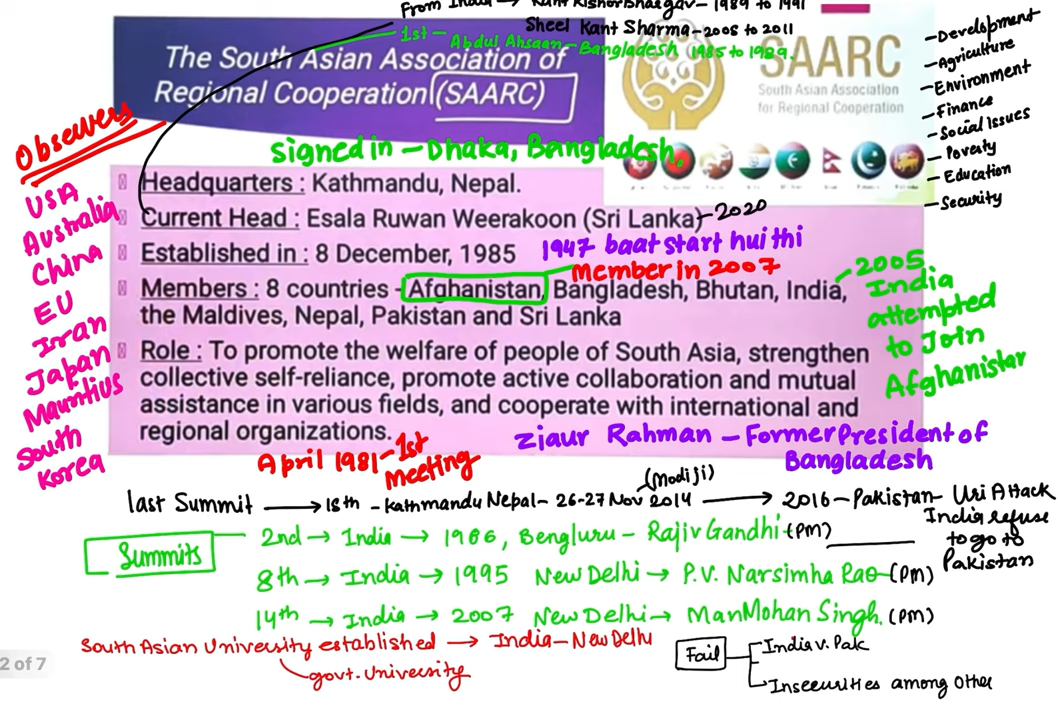 From India → Kant Kishor Bhargav - 1989 to 1991
Sheel Kant Sharma - 2005 to 2011
1st - Abdul Ahsaan - Bangladesh 1985 to 1989.
The South Asian Association of
Regional Cooperation (SAARC)
SAARC
South Asian Association
for Regional Cooperation
- Development
- Agriculture
- Environment
- Finance
- Social Issues
- Poverty
- Education
- Security
signed in - Dhaka, Bangladesh.
Observers
USA
Australia
China
EU
Iran
Japan
Mauritius
South
Korea
Headquarters : Kathmandu, Nepal.
Current Head : Esala Ruwan Weerakoon (Sri Lanka) - 2020
Established in : 8 December, 1985
1947 baat start hui thi
Member in 2007
Members : 8 countries - Afghanistan, Bangladesh, Bhutan, India,
the Maldives, Nepal, Pakistan and Sri Lanka
2005
India
attempted
to Join
Afghanistan
Role : To promote the welfare of people of South Asia, strengthen
collective self-reliance, promote active collaboration and mutual
assistance in various fields, and cooperate with international and
regional organizations.
April 1981 - 1st
Meeting
Ziaur Rahman - Former President of
Bangladesh
(Modi ji)
last Summit → 18th - Kathmandu Nepal - 26-27 Nov 2014 → 2016 - Pakistan - Uri Attack
India refuse
to go to
Pakistan
Summits
2nd → India → 1986, Bengluru - Rajiv Gandhi (PM)
8th → India → 1995 New Delhi → P.V. Narsimha Rao - (PM)
14th → India → 2007 New Delhi → ManMohan Singh. (PM)
South Asian University established → India - New Delhi
govt. University
Fail
India v. Pak
Insecurities among Other
2 of 7